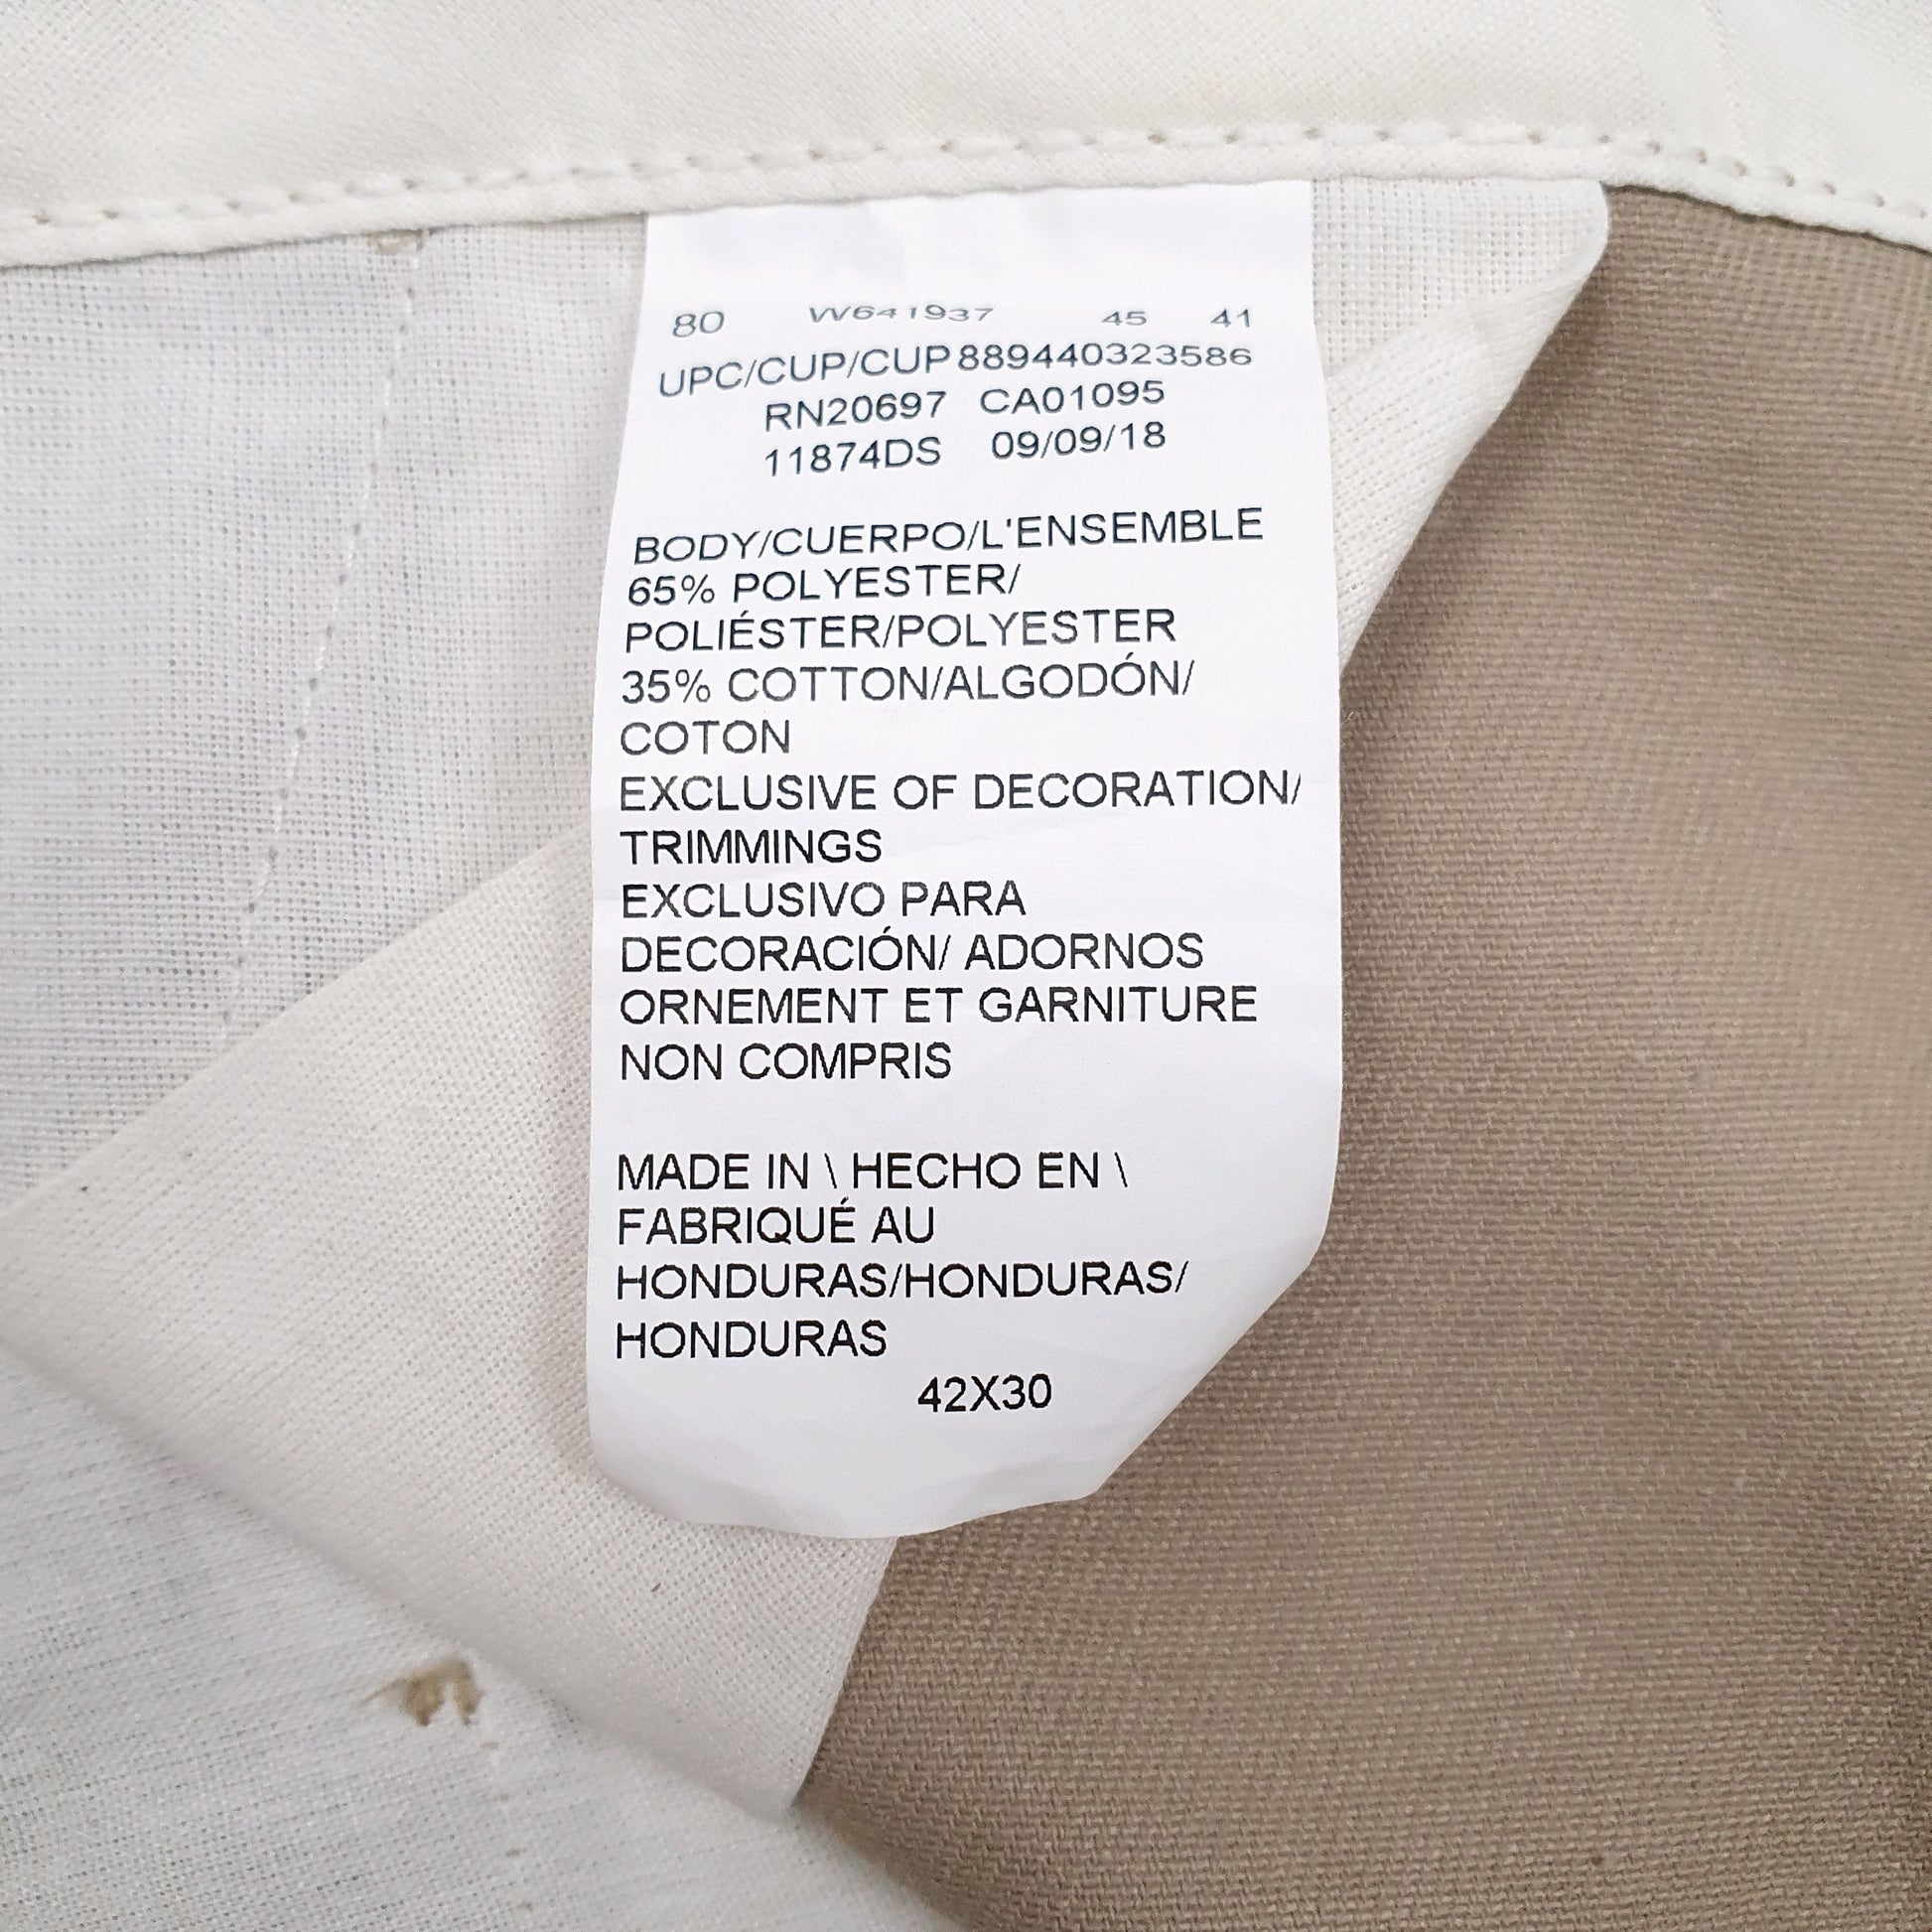 80 W641937 45 41
UPC/CUP/CUP 889440323586
RN20697 CA01095
11874DS 09/09/18
BODY/CUERPO/L'ENSEMBLE
65% POLYESTER/
POLIÉSTER/POLYESTER
35% COTTON/ALGODÓN/
COTON
EXCLUSIVE OF DECORATION/
TRIMMINGS
EXCLUSIVO PARA
DECORACIÓN/ ADORNOS
ORNEMENT ET GARNITURE
NON COMPRIS
MADE IN \ HECHO EN \
FABRIQUÉ AU
HONDURAS/HONDURAS/
HONDURAS
42X30